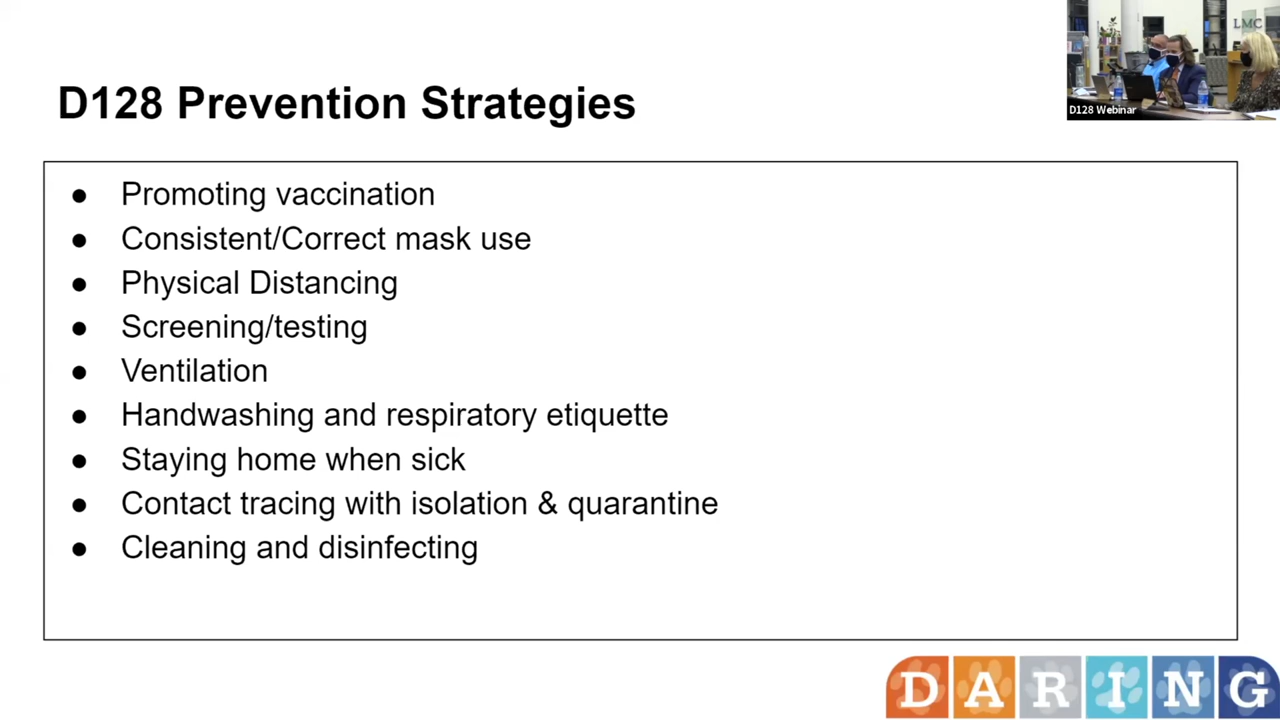 LMC
D128 Webinar
D128 Prevention Strategies
● Promoting vaccination
● Consistent/Correct mask use
● Physical Distancing
● Screening/testing
● Ventilation
● Handwashing and respiratory etiquette
● Staying home when sick
● Contact tracing with isolation & quarantine
● Cleaning and disinfecting
DARING